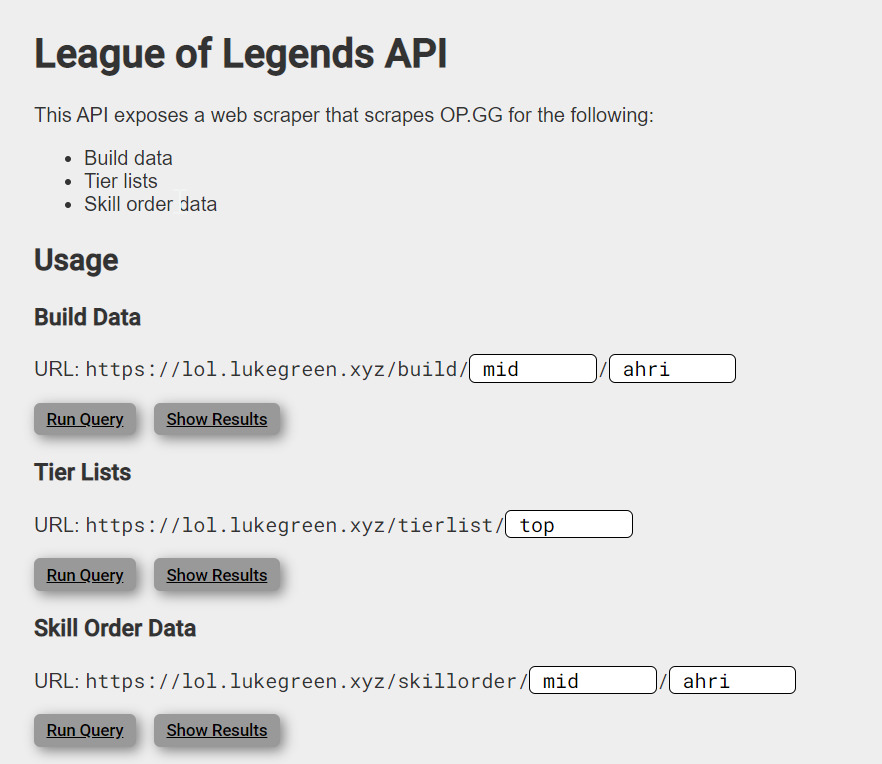 League of Legends API
This API exposes a web scraper that scrapes OP.GG for the following:
• Build data
• Tier lists
• Skill order data
Usage
Build Data
URL: https://lol.lukegreen.xyz/build/ mid / ahri
Run Query Show Results
Tier Lists
URL: https://lol.lukegreen.xyz/tierlist/ top
Run Query Show Results
Skill Order Data
URL: https://lol.lukegreen.xyz/skillorder/ mid / ahri
Run Query Show Results